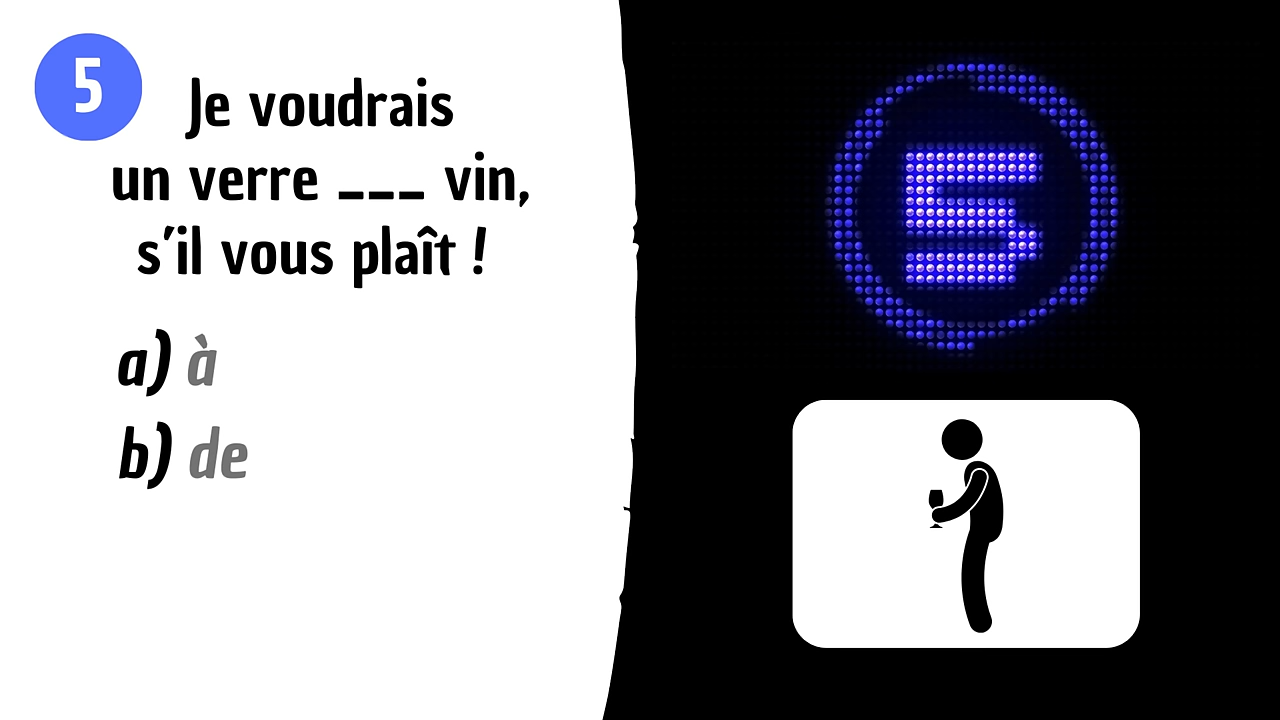 5
Je voudrais
un verre ___ vin,
s'il vous plaît !
a) à
b) de
5